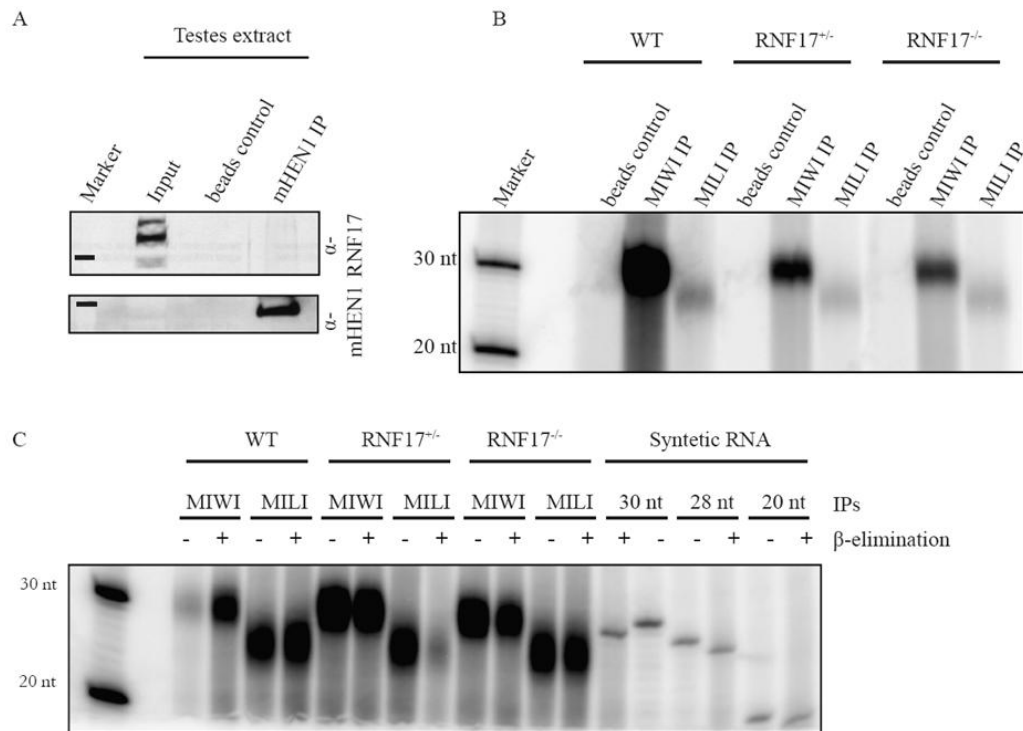 A
Testes extract
Marker
Input
beads control
mHEN1 IP
α-
RNF17
α-
mHEN1
B
WT
RNF17+/-
RNF17-/-
Marker
beads control
MIWI IP
MILI IP
beads control
MIWI IP
MILI IP
beads control
MIWI IP
MILI IP
30 nt
20 nt
C
WT
RNF17+/-
RNF17-/-
Syntetic RNA
MIWI MILI MIWI MILI MIWI MILI 30 nt 28 nt 20 nt IPs
- + - + - + - + - + - + + - - + - + β-elimination
30 nt
20 nt